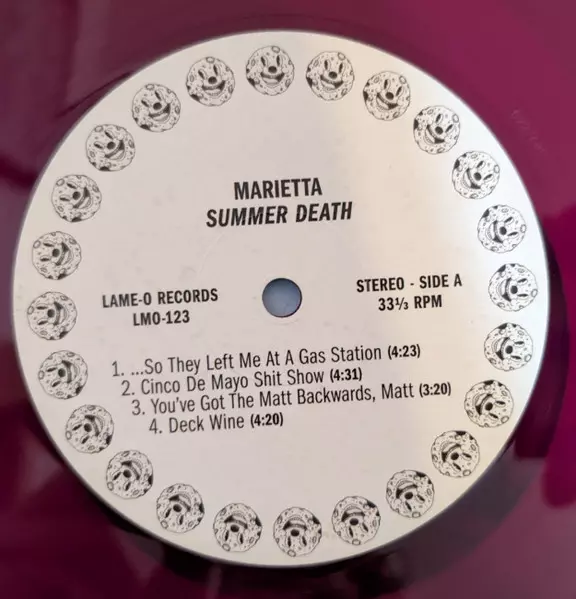 MARIETTA
SUMMER DEATH
LAME-O RECORDS
LMO-123
STEREO - SIDE A
33⅓ RPM
1. ...So They Left Me At A Gas Station (4:23)
2. Cinco De Mayo Shit Show (4:31)
3. You've Got The Matt Backwards, Matt (3:20)
4. Deck Wine (4:20)